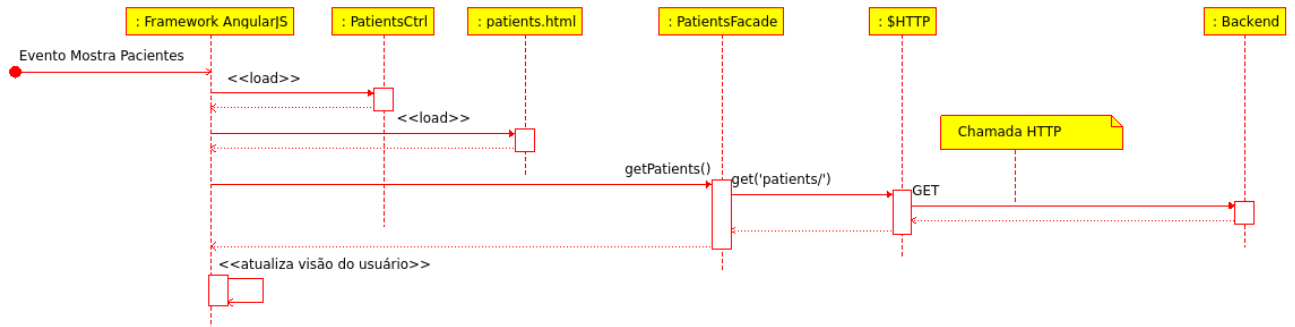 : Framework AngularJS
: PatientsCtrl
: patients.html
: PatientsFacade
: $HTTP
: Backend
Evento Mostra Pacientes
<<load>>
<<load>>
Chamada HTTP
getPatients()
get('patients/')
GET
<<atualiza visão do usuário>>